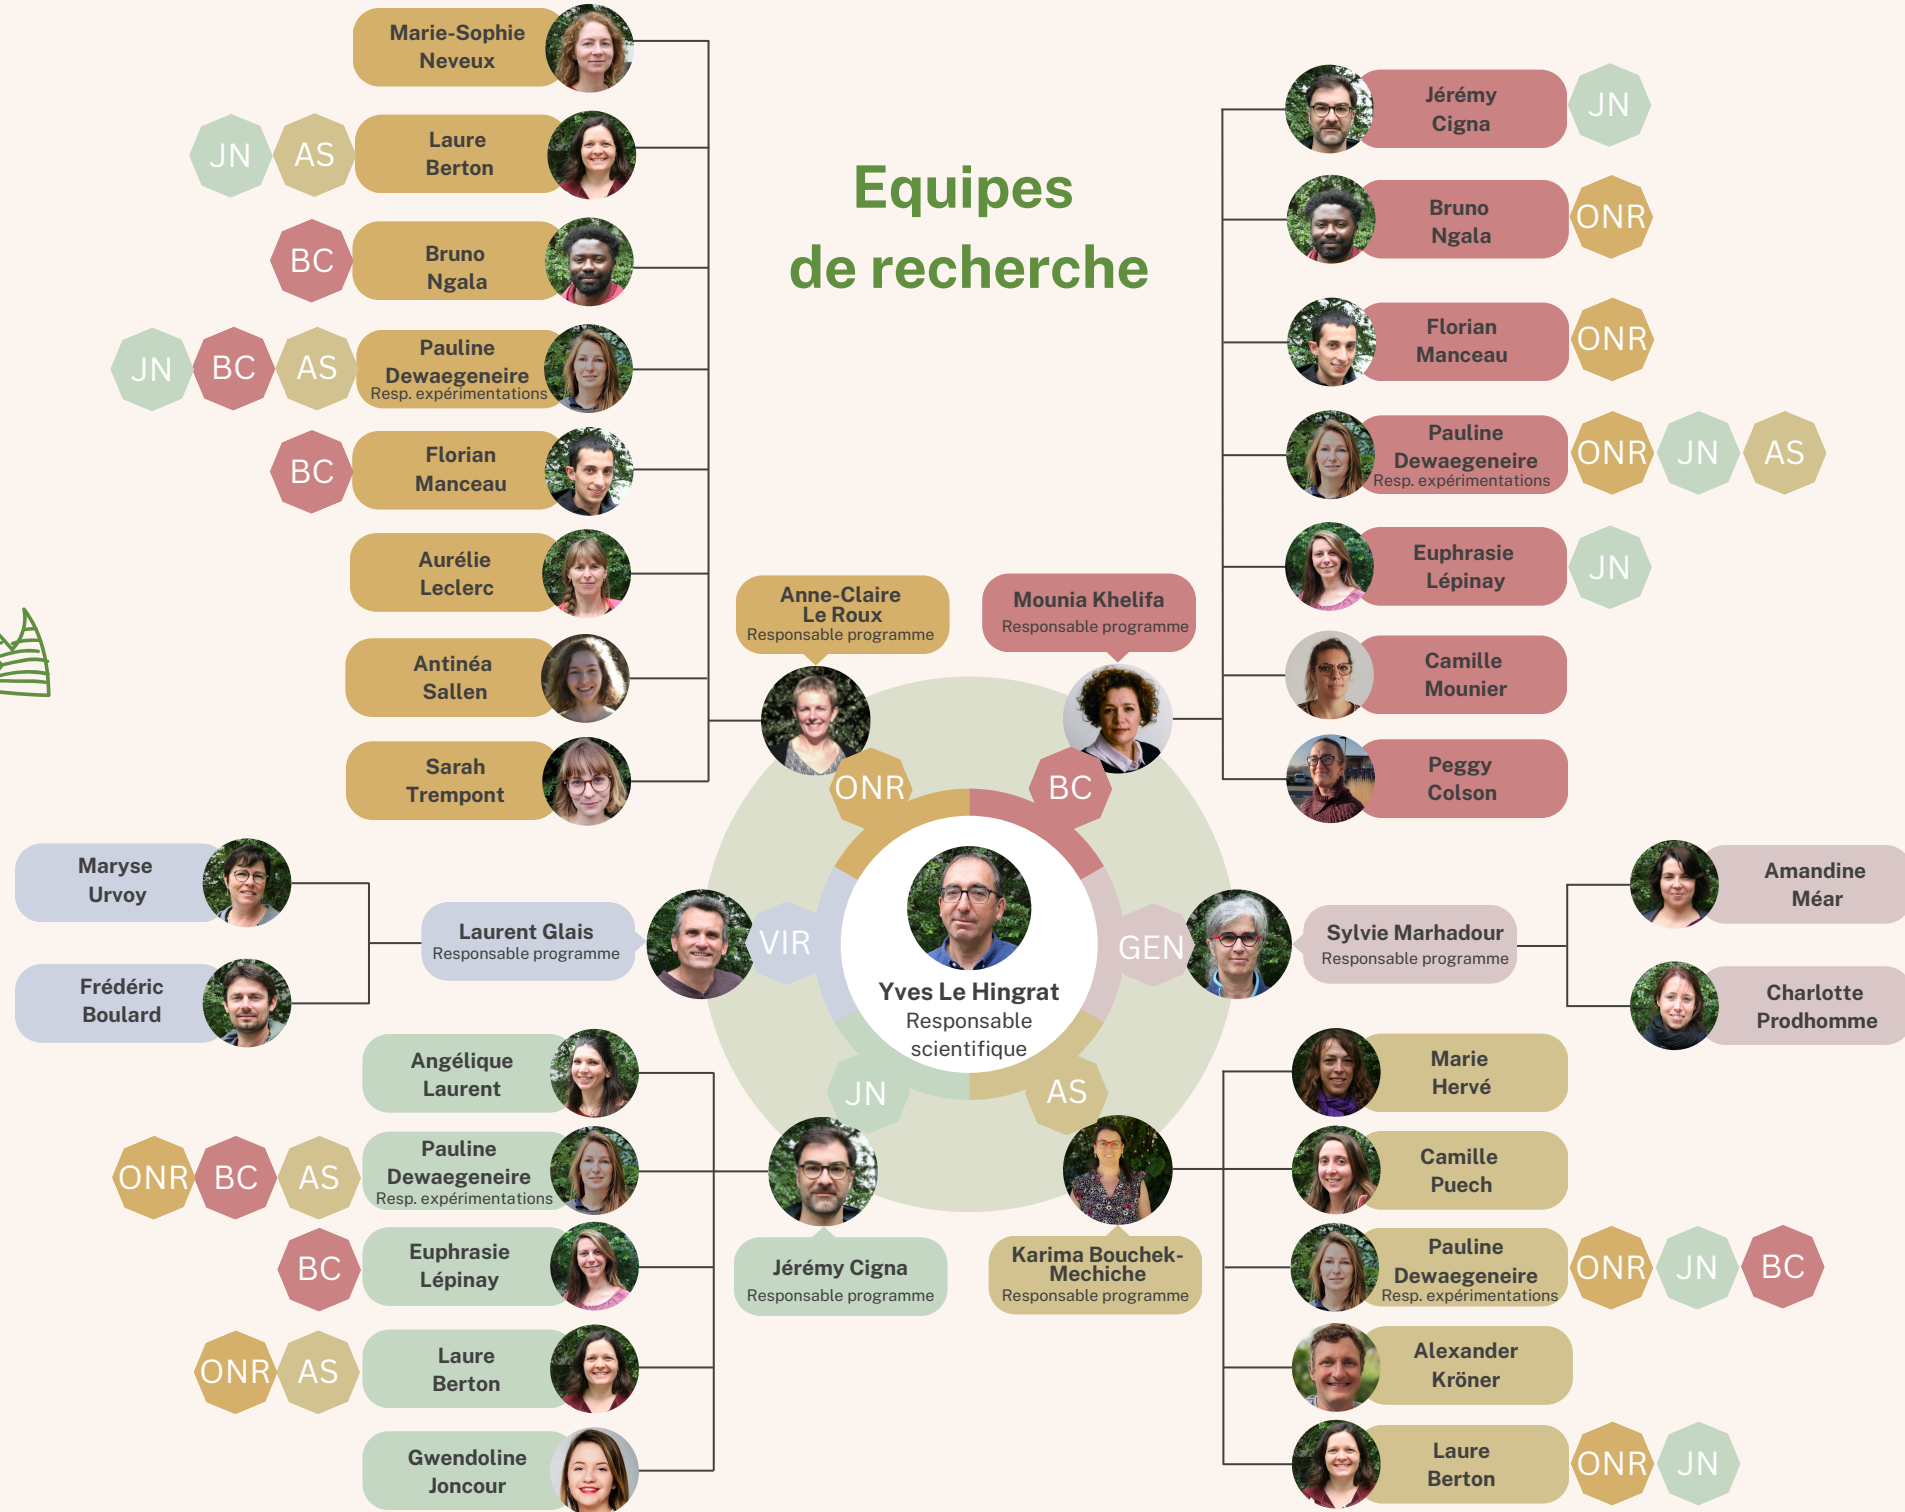 Equipes
de recherche
Marie-Sophie
Neveux
JN
AS
Laure
Berton
BC
Bruno
Ngala
JN
BC
AS
Pauline
Dewaegeneire
Resp. expérimentations
BC
Florian
Manceau
Aurélie
Leclerc
Antinéa
Sallen
Sarah
Trempont
Anne-Claire
Le Roux
Responsable programme
ONR
Mounia Khelifa
Responsable programme
BC
Jérémy
Cigna
JN
Bruno
Ngala
ONR
Florian
Manceau
ONR
Pauline
Dewaegeneire
Resp. expérimentations
ONR
JN
AS
Euphrasie
Lépinay
JN
Camille
Mounier
Peggy
Colson
Maryse
Urvoy
Frédéric
Boulard
Laurent Glais
Responsable programme
VIR
Yves Le Hingrat
Responsable
scientifique
GEN
Sylvie Marhadour
Responsable programme
Amandine
Méar
Charlotte
Prodhomme
Angélique
Laurent
ONR
BC
AS
Pauline
Dewaegeneire
Resp. expérimentations
BC
Euphrasie
Lépinay
ONR
AS
Laure
Berton
Gwendoline
Joncour
JN
Jérémy Cigna
Responsable programme
AS
Karima Bouchek-
Mechiche
Responsable programme
Marie
Hervé
Camille
Puech
Pauline
Dewaegeneire
Resp. expérimentations
ONR
JN
BC
Alexander
Kröner
Laure
Berton
ONR
JN